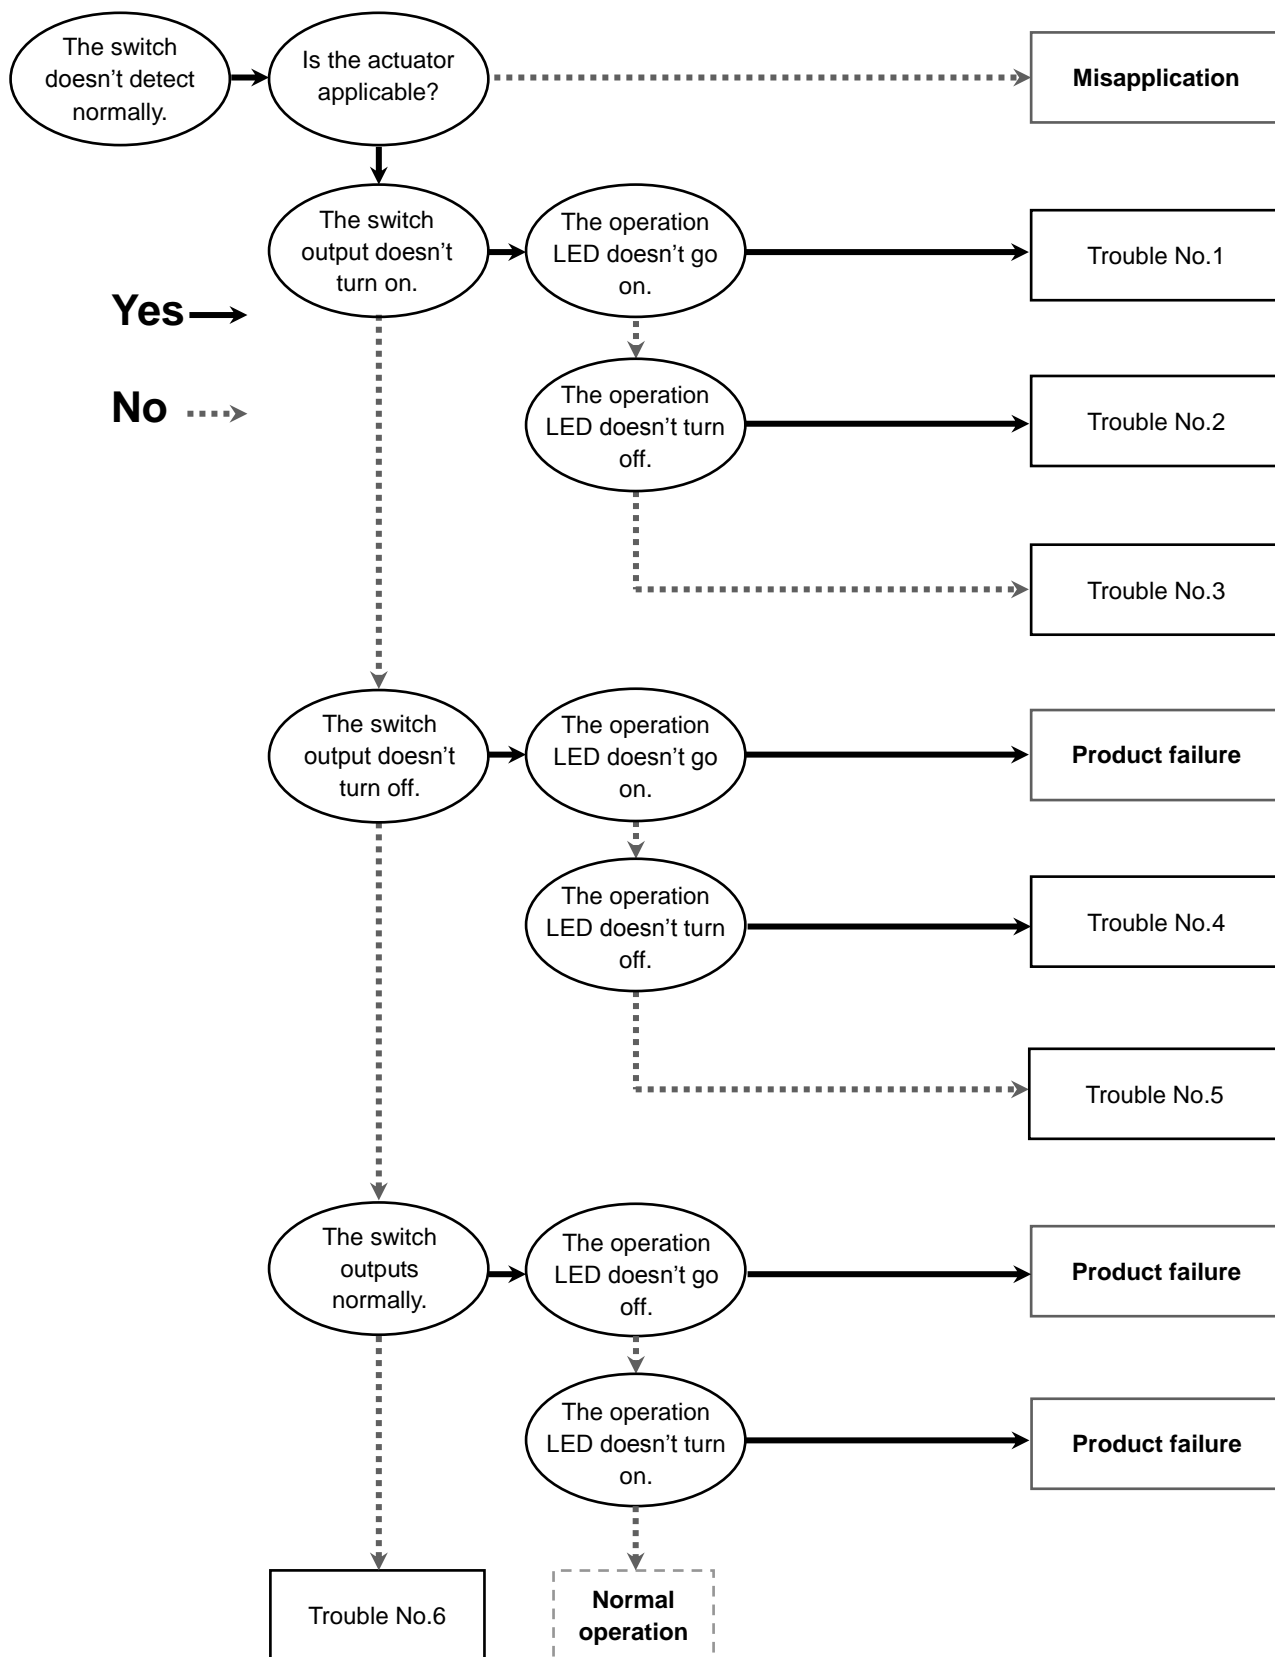 The switch
doesn't detect
normally.
Is the actuator
applicable?
Misapplication
The switch
output doesn't
turn on.
The operation
LED doesn't go
on.
Trouble No.1
Yes
No
The operation
LED doesn't turn
off.
Trouble No.2
Trouble No.3
The switch
output doesn't
turn off.
The operation
LED doesn't go
on.
Product failure
The operation
LED doesn't turn
off.
Trouble No.4
Trouble No.5
The switch
outputs
normally.
The operation
LED doesn't go
off.
Product failure
The operation
LED doesn't turn
on.
Product failure
Trouble No.6
Normal
operation